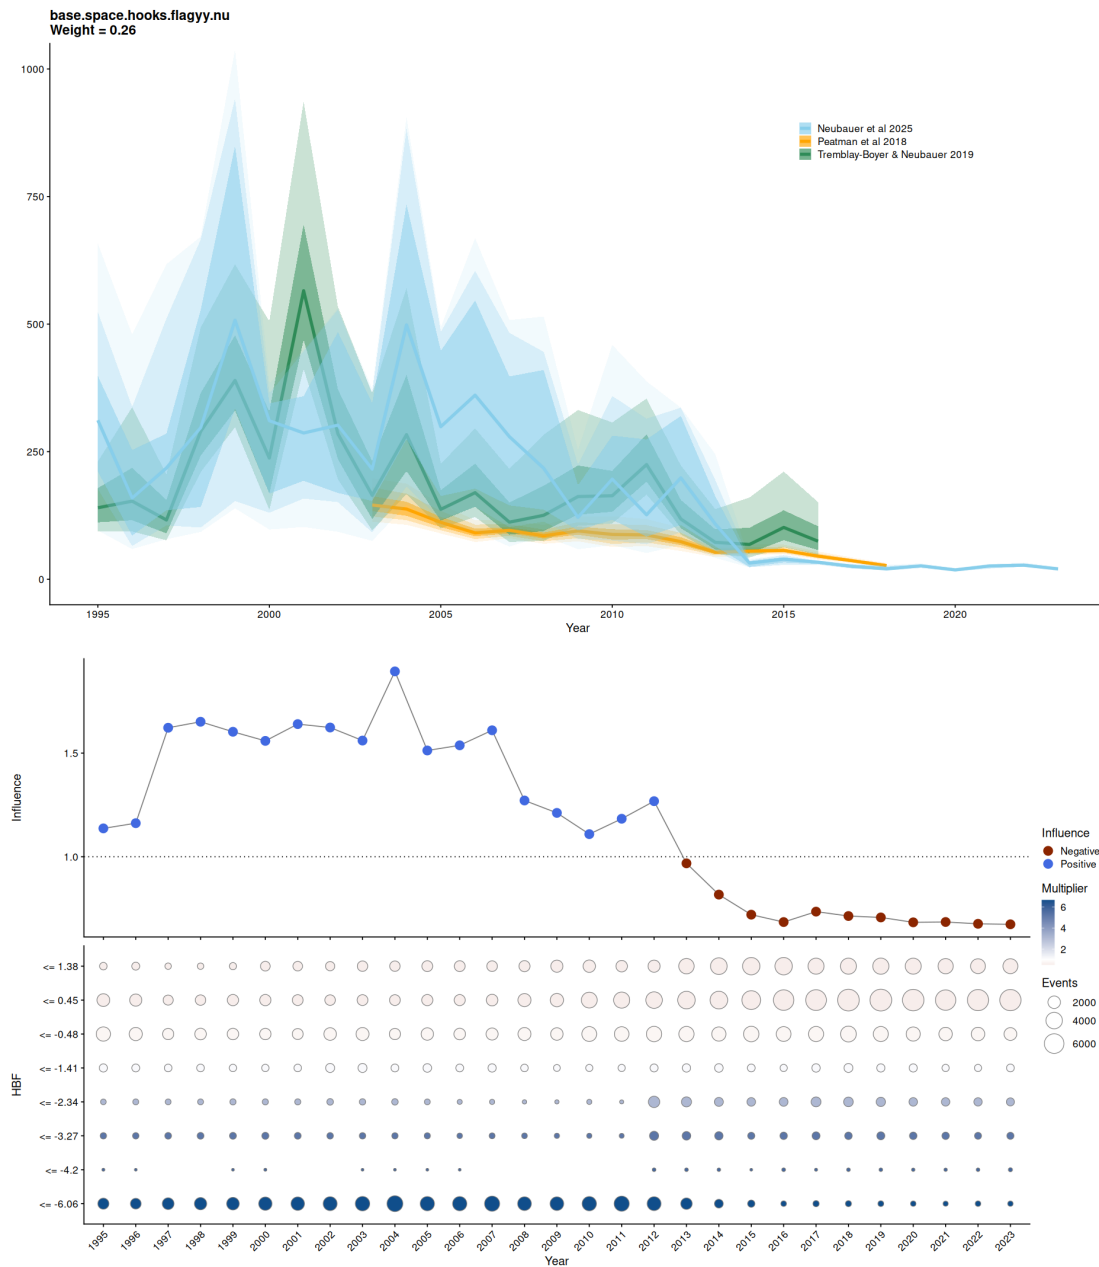 base.space.hooks.flagyy.nu
Weight = 0.26
1000
750
500
250
0
Neubauer et al 2025
Peatman et al 2018
Tremblay-Boyer & Neubauer 2019
1995 2000 2005 2010 2015 2020
Year
Influence
1.5
1.0
Influence
Negative
Positive
Multiplier
6
4
2
Events
2000
4000
6000
HBF
<= 1.38
<= 0.45
<= -0.48
<= -1.41
<= -2.34
<= -3.27
<= -4.2
<= -6.06
1995 1996 1997 1998 1999 2000 2001 2002 2003 2004 2005 2006 2007 2008 2009 2010 2011 2012 2013 2014 2015 2016 2017 2018 2019 2020 2021 2022 2023
Year